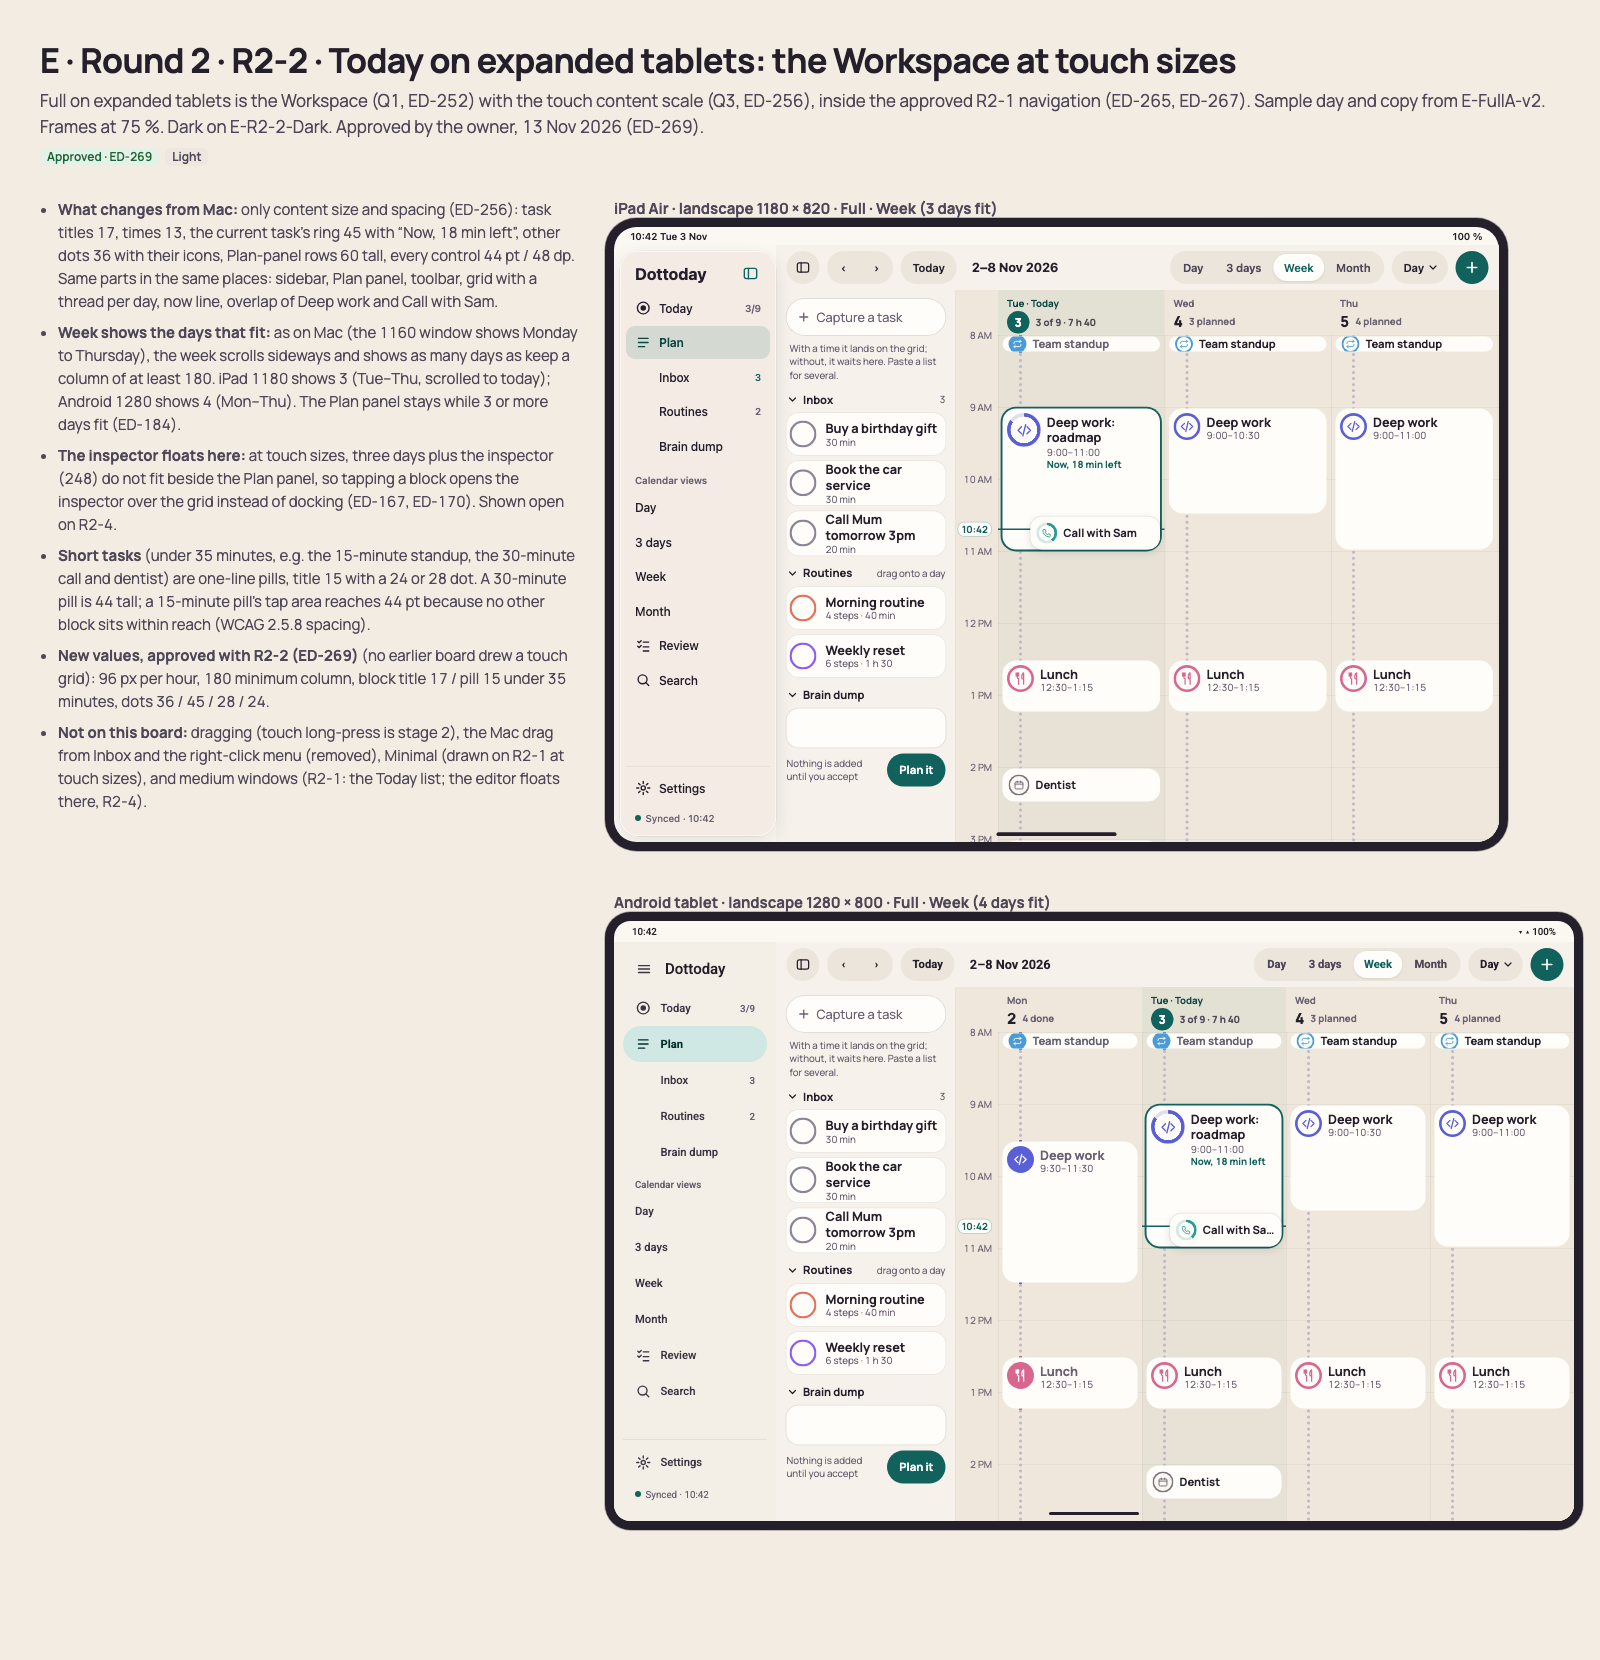 E · Round 2 · R2-2 · Today on expanded tablets: the Workspace at touch sizes
Full on expanded tablets is the Workspace (Q1, ED-252) with the touch content scale (Q3, ED-256), inside the approved R2-1 navigation (ED-265, ED-267). Sample day and copy from E-FullA-v2.
Frames at 75 %. Dark on E-R2-2-Dark. Approved by the owner, 13 Nov 2026 (ED-269).
Approved · ED-269 Light
• What changes from Mac: only content size and spacing (ED-256): task
titles 17, times 13, the current task's ring 45 with "Now, 18 min left", other
dots 36 with their icons, Plan-panel rows 60 tall, every control 44 pt / 48 dp.
Same parts in the same places: sidebar, Plan panel, toolbar, grid with a
thread per day, now line, overlap of Deep work and Call with Sam.
• Week shows the days that fit: as on Mac (the 1160 window shows Monday
to Thursday), the week scrolls sideways and shows as many days as keep a
column of at least 180. iPad 1180 shows 3 (Tue–Thu, scrolled to today);
Android 1280 shows 4 (Mon–Thu). The Plan panel stays while 3 or more
days fit (ED-184).
• The inspector floats here: at touch sizes, three days plus the inspector
(248) do not fit beside the Plan panel, so tapping a block opens the
inspector over the grid instead of docking (ED-167, ED-170). Shown open
on R2-4.
• Short tasks (under 35 minutes, e.g. the 15-minute standup, the 30-minute
call and dentist) are one-line pills, title 15 with a 24 or 28 dot. A 30-minute
pill is 44 tall; a 15-minute pill's tap area reaches 44 pt because no other
block sits within reach (WCAG 2.5.8 spacing).
• New values, approved with R2-2 (ED-269) (no earlier board drew a touch
grid): 96 px per hour, 180 minimum column, block title 17 / pill 15 under 35
minutes, dots 36 / 45 / 28 / 24.
• Not on this board: dragging (touch long-press is stage 2), the Mac drag
from Inbox and the right-click menu (removed), Minimal (drawn on R2-1 at
touch sizes), and medium windows (R2-1: the Today list; the editor floats
there, R2-4).
iPad Air · landscape 1180 × 820 · Full · Week (3 days fit)
10:42 Tue 3 Nov 100 %
Dottoday
Today 3/9
Plan
Inbox 3
Routines 2
Brain dump
Calendar views
Day
3 days
Week
Month
Review
Search
Settings
Synced · 10:42
‹ › Today 2–8 Nov 2026 Day 3 days Week Month Day +
+ Capture a task
With a time it lands on the grid;
without, it waits here. Paste a list
for several.
Inbox 3
Buy a birthday gift
30 min
Book the car
service
30 min
Call Mum
tomorrow 3pm
20 min
Routines drag onto a day
Morning routine
4 steps · 40 min
Weekly reset
6 steps · 1 h 30
Brain dump
Nothing is added
until you accept
Plan it
Tue · Today
3 3 of 9 · 7 h 40
Wed
4 3 planned
Thu
5 4 planned
8 AM
Team standup Team standup Team standup
9 AM
Deep work:
roadmap
9:00–11:00
Now, 18 min left
Deep work
9:00–10:30
Deep work
9:00–11:00
10 AM
10:42
Call with Sam
11 AM
12 PM
Lunch
12:30–1:15
Lunch
12:30–1:15
Lunch
12:30–1:15
1 PM
2 PM
Dentist
3 PM
Android tablet · landscape 1280 × 800 · Full · Week (4 days fit)
10:42 100%
Dottoday
Today 3/9
Plan
Inbox 3
Routines 2
Brain dump
Calendar views
Day
3 days
Week
Month
Review
Search
Settings
Synced · 10:42
‹ › Today 2–8 Nov 2026 Day 3 days Week Month Day +
+ Capture a task
With a time it lands on the grid;
without, it waits here. Paste a list
for several.
Inbox 3
Buy a birthday gift
30 min
Book the car
service
30 min
Call Mum
tomorrow 3pm
20 min
Routines drag onto a day
Morning routine
4 steps · 40 min
Weekly reset
6 steps · 1 h 30
Brain dump
Nothing is added
until you accept
Plan it
Mon
2 4 done
Tue · Today
3 3 of 9 · 7 h 40
Wed
4 3 planned
Thu
5 4 planned
8 AM
Team standup Team standup Team standup Team standup
9 AM
Deep work
9:30–11:30
Deep work:
roadmap
9:00–11:00
Now, 18 min left
Deep work
9:00–10:30
Deep work
9:00–11:00
10 AM
10:42
Call with Sa...
11 AM
12 PM
Lunch
12:30–1:15
Lunch
12:30–1:15
Lunch
12:30–1:15
Lunch
12:30–1:15
1 PM
2 PM
Dentist